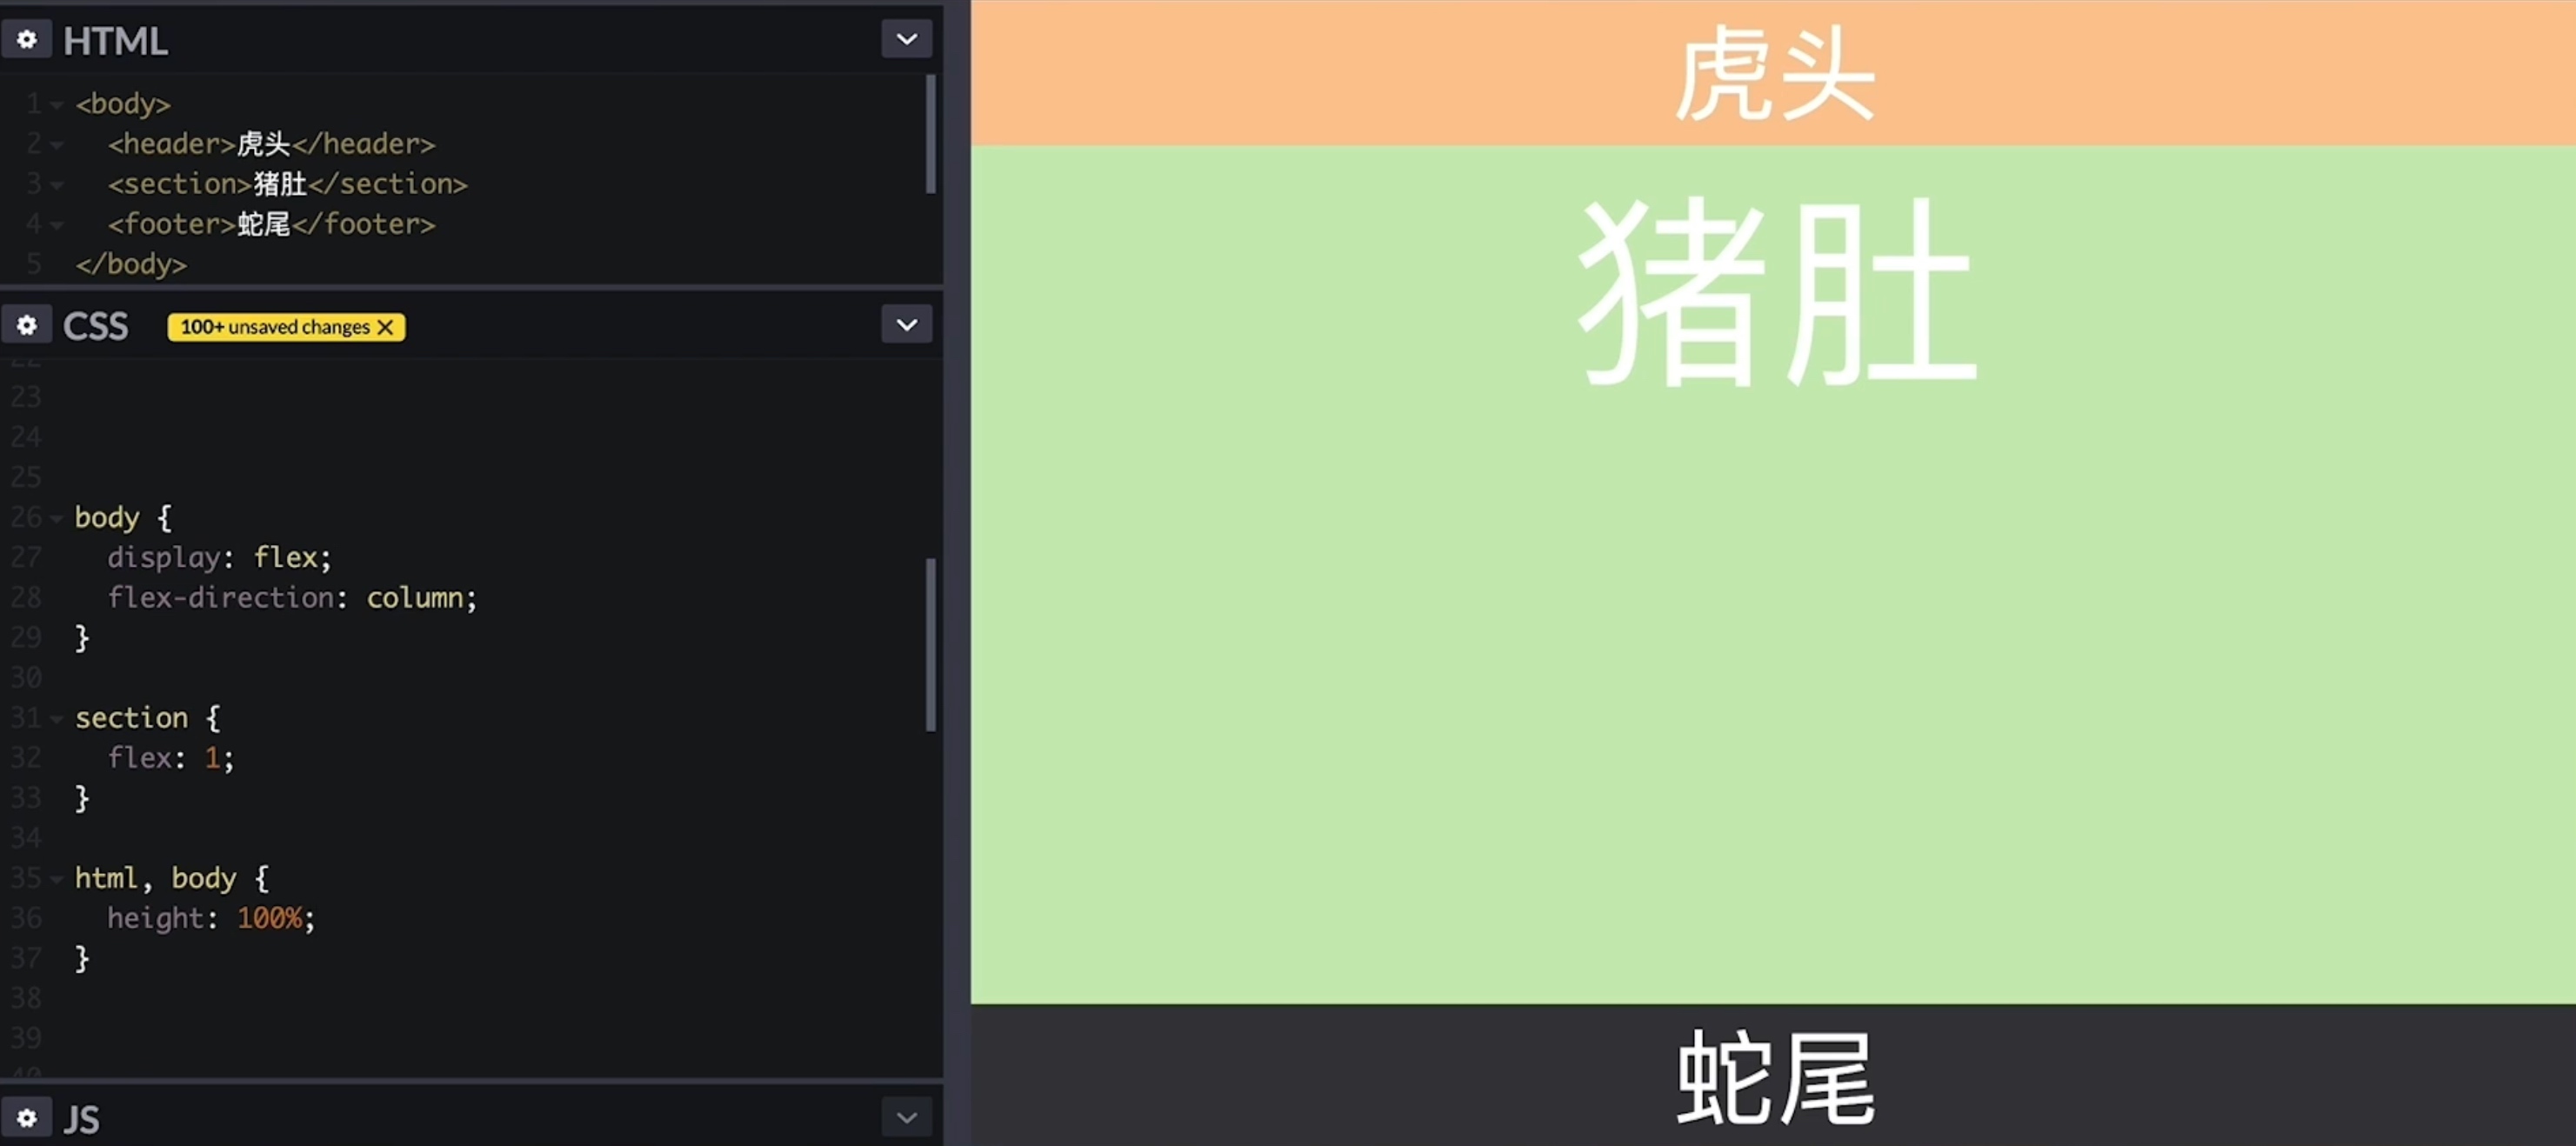 HTML
1 <body>
2 <header>虎头</header>
3 <section>猪肚</section>
4 <footer>蛇尾</footer>
5 </body>
CSS 100+ unsaved changes X
22
23
24
25
26 body {
27 display: flex;
28 flex-direction: column;
29 }
30
31 section {
32 flex: 1;
33 }
34
35 html, body {
36 height: 100%;
37 }
38
39
40
JS
虎头
猪肚
蛇尾